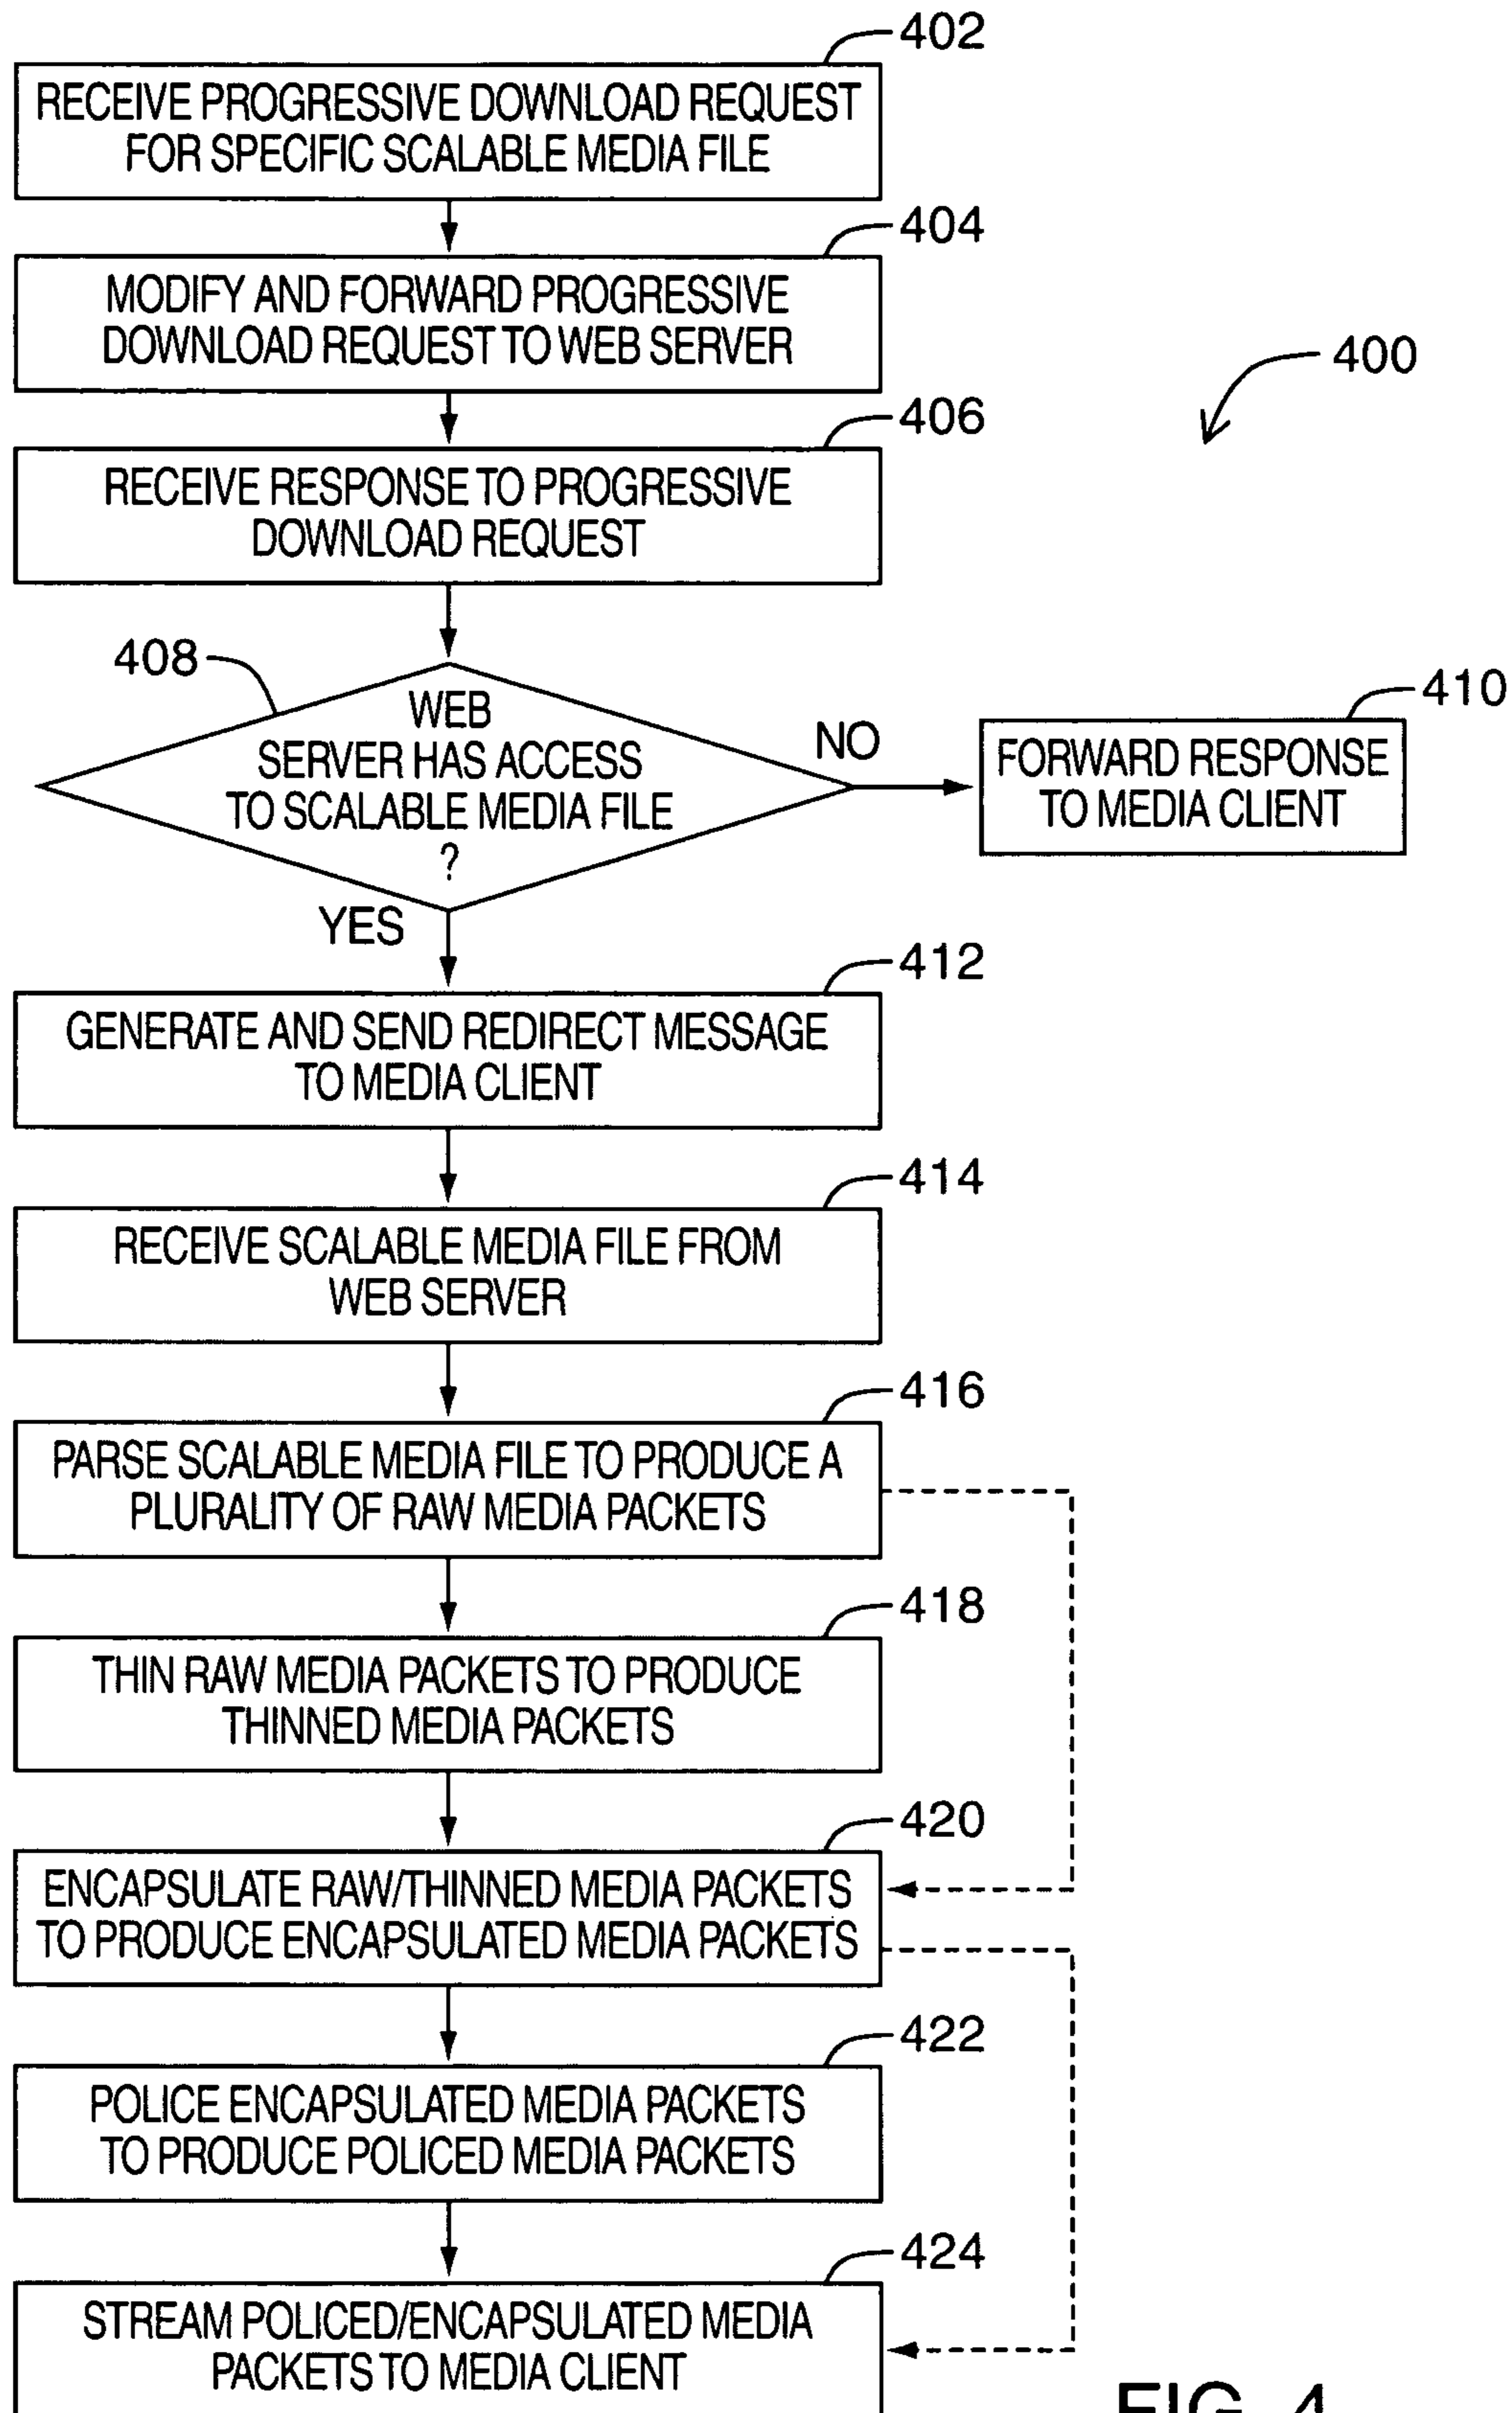 402
RECEIVE PROGRESSIVE DOWNLOAD REQUEST
FOR SPECIFIC SCALABLE MEDIA FILE
404
MODIFY AND FORWARD PROGRESSIVE
DOWNLOAD REQUEST TO WEB SERVER
400
406
RECEIVE RESPONSE TO PROGRESSIVE
DOWNLOAD REQUEST
408
WEB
SERVER HAS ACCESS
TO SCALABLE MEDIA FILE
?
NO
410
FORWARD RESPONSE
TO MEDIA CLIENT
YES
412
GENERATE AND SEND REDIRECT MESSAGE
TO MEDIA CLIENT
414
RECEIVE SCALABLE MEDIA FILE FROM
WEB SERVER
416
PARSE SCALABLE MEDIA FILE TO PRODUCE A
PLURALITY OF RAW MEDIA PACKETS
418
THIN RAW MEDIA PACKETS TO PRODUCE
THINNED MEDIA PACKETS
420
ENCAPSULATE RAW/THINNED MEDIA PACKETS
TO PRODUCE ENCAPSULATED MEDIA PACKETS
422
POLICE ENCAPSULATED MEDIA PACKETS
TO PRODUCE POLICED MEDIA PACKETS
424
STREAM POLICED/ENCAPSULATED MEDIA
PACKETS TO MEDIA CLIENT
FIG. 4